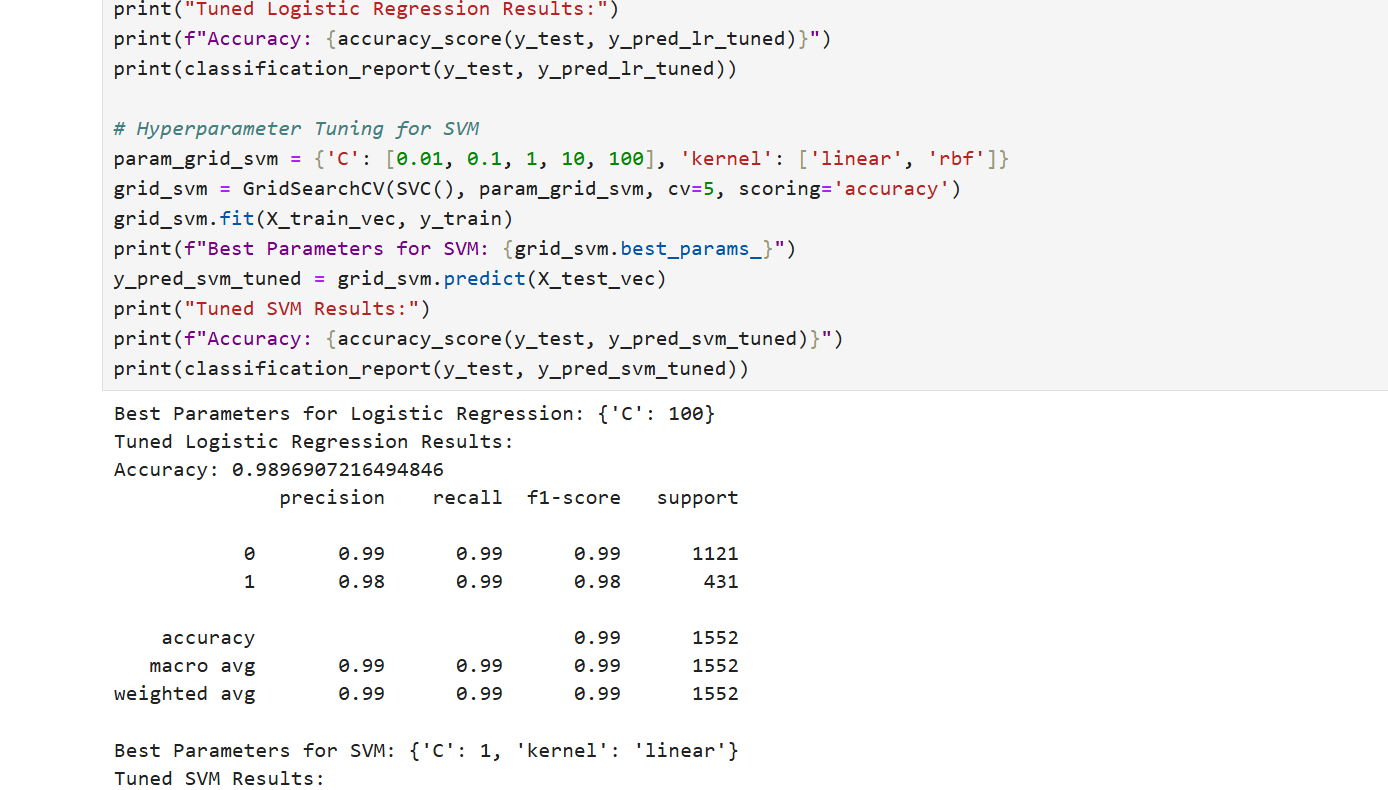 print("Tuned Logistic Regression Results:")
print(f"Accuracy: {accuracy_score(y_test, y_pred_lr_tuned)}")
print(classification_report(y_test, y_pred_lr_tuned))
# Hyperparameter Tuning for SVM
param_grid_svm = {'C': [0.01, 0.1, 1, 10, 100], 'kernel': ['linear', 'rbf']}
grid_svm = GridSearchCV(SVC(), param_grid_svm, cv=5, scoring='accuracy')
grid_svm.fit(X_train_vec, y_train)
print(f"Best Parameters for SVM: {grid_svm.best_params_}")
y_pred_svm_tuned = grid_svm.predict(X_test_vec)
print("Tuned SVM Results:")
print(f"Accuracy: {accuracy_score(y_test, y_pred_svm_tuned)}")
print(classification_report(y_test, y_pred_svm_tuned))
Best Parameters for Logistic Regression: {'C': 100}
Tuned Logistic Regression Results:
Accuracy: 0.9896907216494846
              precision    recall  f1-score   support
           0       0.99      0.99      0.99      1121
           1       0.98      0.99      0.98       431
    accuracy                           0.99      1552
   macro avg       0.99      0.99      0.99      1552
weighted avg       0.99      0.99      0.99      1552
Best Parameters for SVM: {'C': 1, 'kernel': 'linear'}
Tuned SVM Results: